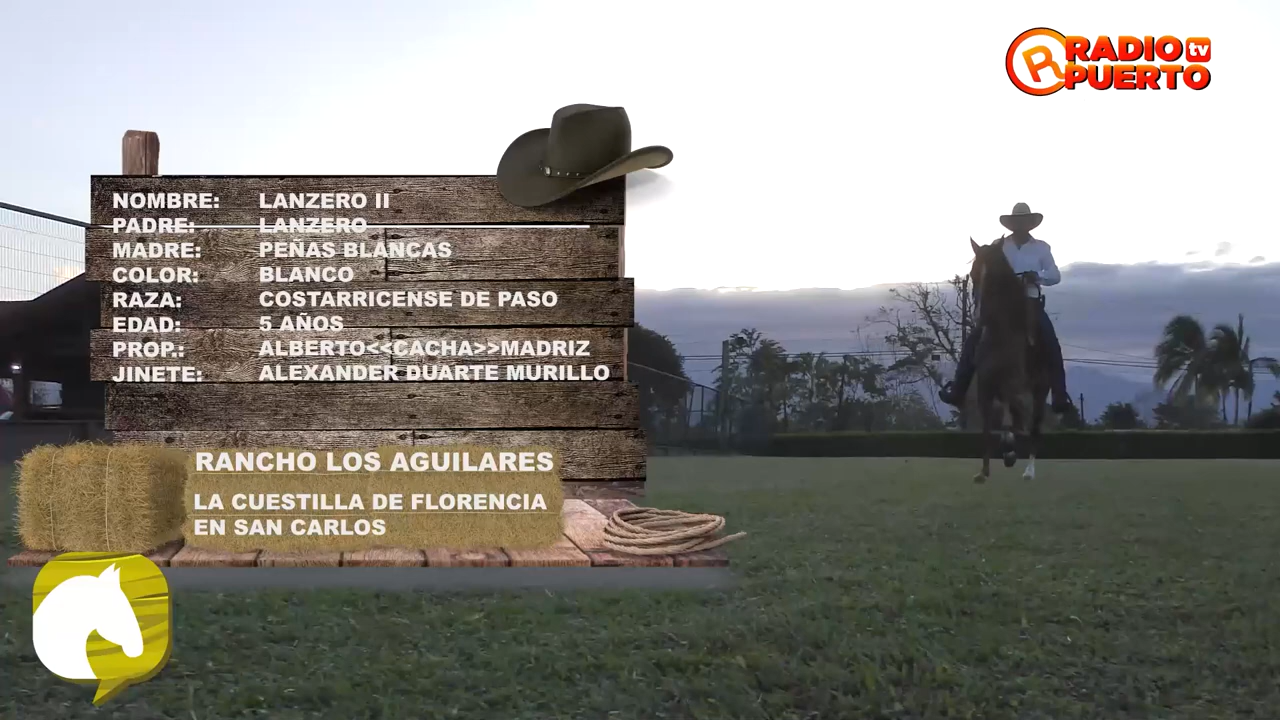 RADIO tv
PUERTO
NOMBRE: LANZERO II
PADRE: LANZERO
MADRE: PEÑAS BLANCAS
COLOR: BLANCO
RAZA: COSTARRICENSE DE PASO
EDAD: 5 AÑOS
PROP.: ALBERTO<<CACHA>>MADRIZ
JINETE: ALEXANDER DUARTE MURILLO
RANCHO LOS AGUILARES
LA CUESTILLA DE FLORENCIA
EN SAN CARLOS